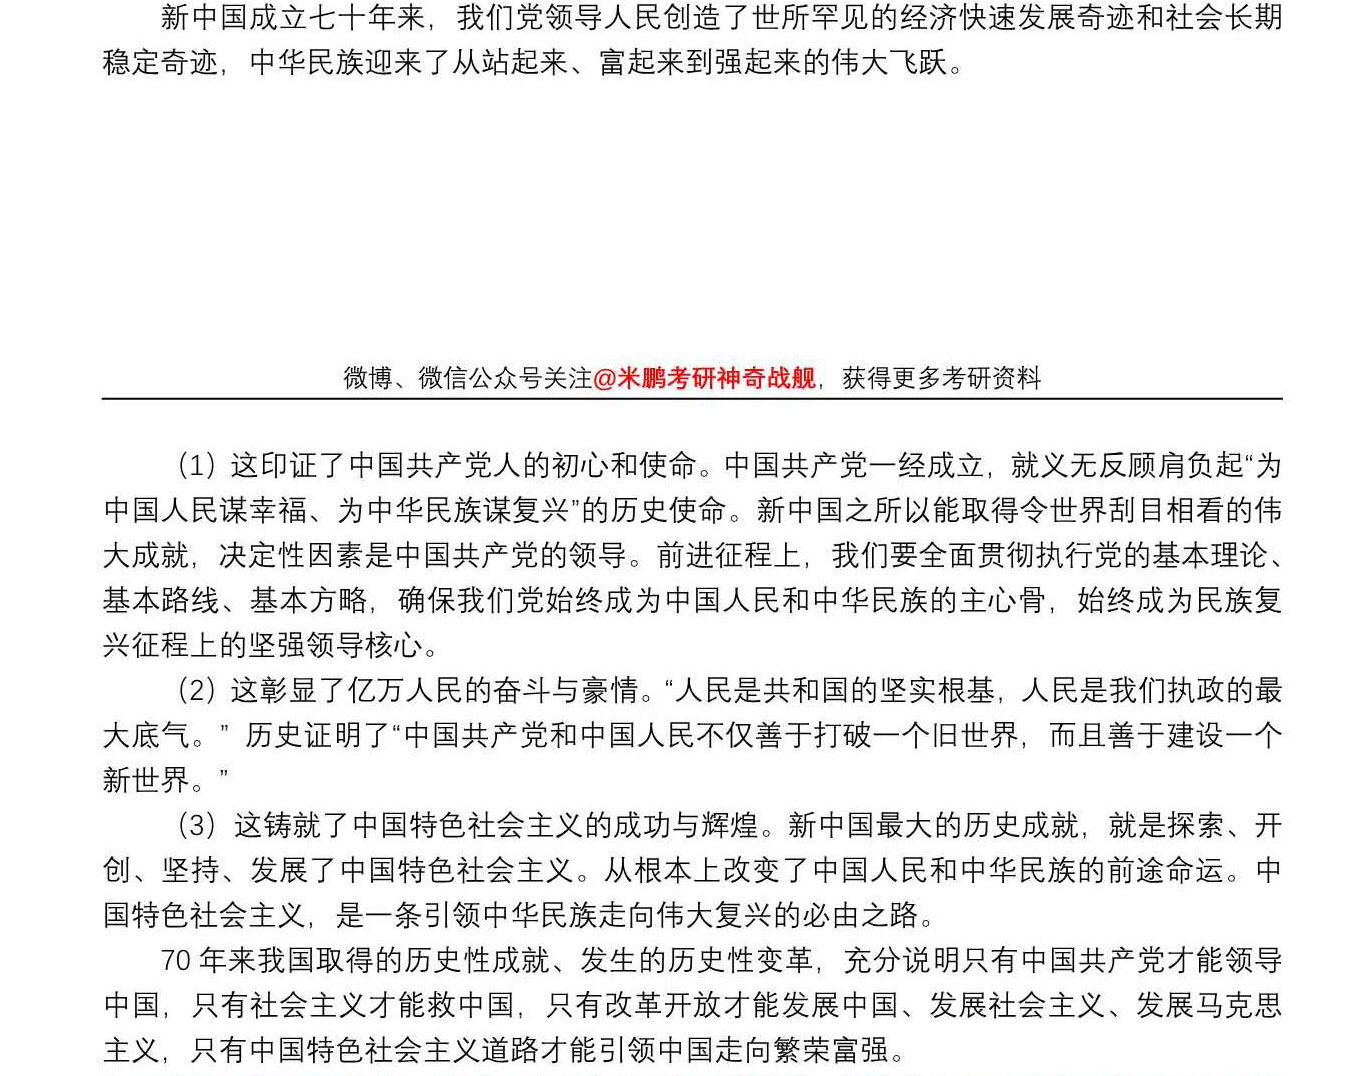 新中国成立七十年来，我们党领导人民创造了世所罕见的经济快速发展奇迹和社会长期
稳定奇迹，中华民族迎来了从站起来、富起来到强起来的伟大飞跃。
微博、微信公众号关注@米鹏考研神奇战舰，获得更多考研资料
（1）这印证了中国共产党人的初心和使命。中国共产党一经成立，就义无反顾肩负起“为
中国人民谋幸福、为中华民族谋复兴”的历史使命。新中国之所以能取得令世界刮目相看的伟
大成就，决定性因素是中国共产党的领导。前进征程上，我们要全面贯彻执行党的基本理论、
基本路线、基本方略，确保我们党始终成为中国人民和中华民族的主心骨，始终成为民族复
兴征程上的坚强领导核心。
（2）这彰显了亿万人民的奋斗与豪情。“人民是共和国的坚实根基，人民是我们执政的最
大底气。” 历史证明了“中国共产党和中国人民不仅善于打破一个旧世界，而且善于建设一个
新世界。”
（3）这铸就了中国特色社会主义的成功与辉煌。新中国最大的历史成就，就是探索、开
创、坚持、发展了中国特色社会主义。从根本上改变了中国人民和中华民族的前途命运。中
国特色社会主义，是一条引领中华民族走向伟大复兴的必由之路。
70 年来我国取得的历史性成就、发生的历史性变革，充分说明只有中国共产党才能领导
中国，只有社会主义才能救中国，只有改革开放才能发展中国、发展社会主义、发展马克思
主义，只有中国特色社会主义道路才能引领中国走向繁荣富强。